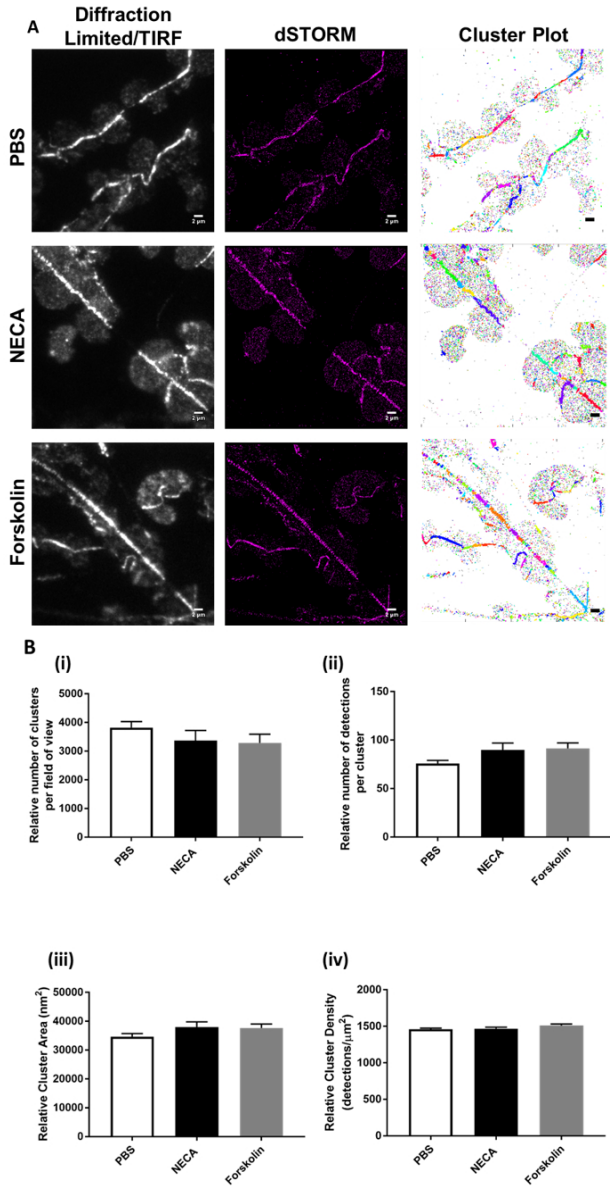 A
Diffraction
Limited/TIRF
dSTORM
Cluster Plot
PBS
2 µm
2 µm
NECA
2 µm
2 µm
Forskolin
2 µm
2 µm
B
(i)
Relative number of clusters
per field of view
5000
4000
3000
2000
1000
0
PBS
NECA
Forskolin
(ii)
Relative number of detections
per cluster
150
100
50
0
PBS
NECA
Forskolin
(iii)
Relative Cluster Area (nm²)
50000
40000
30000
20000
10000
0
PBS
NECA
Forskolin
(iv)
Relative Cluster Density
(detections/µm²)
2000
1500
1000
500
0
PBS
NECA
Forskolin